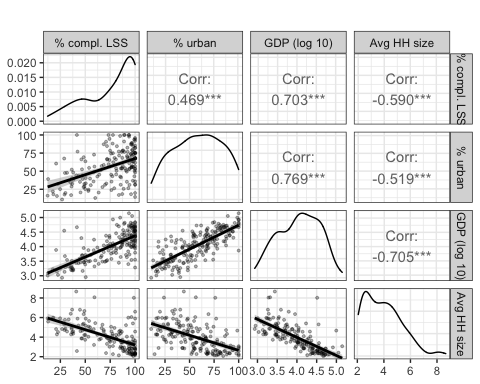 % compl. LSS % urban GDP (log 10) Avg HH size
0.020
0.015
0.010
0.005
0.000
Corr:
0.469***
Corr:
0.703***
Corr:
-0.590***
% compl. LSS
100
75
50
25
Corr:
0.769***
Corr:
-0.519***
% urban
5.0
4.5
4.0
3.5
3.0
Corr:
-0.705***
GDP (log 10)
8
6
4
2
Avg HH size
25 50 75 100 25 50 75 100 3.0 3.5 4.0 4.5 5.0 2 4 6 8